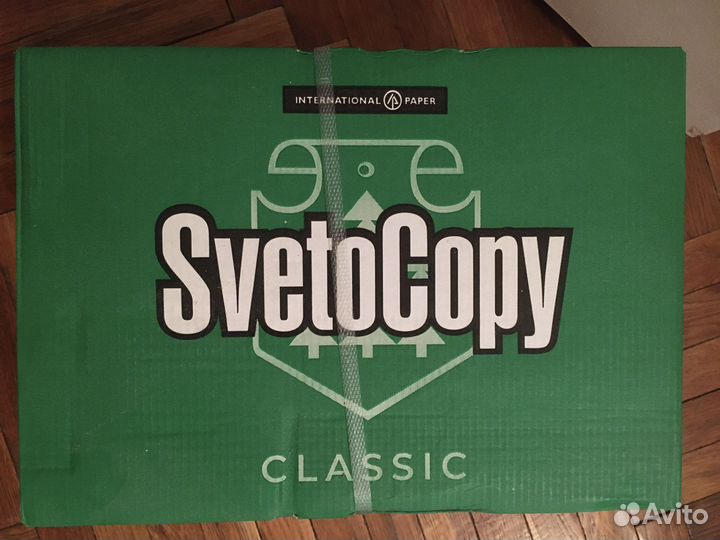 INTERNATIONAL PAPER
SvetoCopy
CLASSIC
Avito